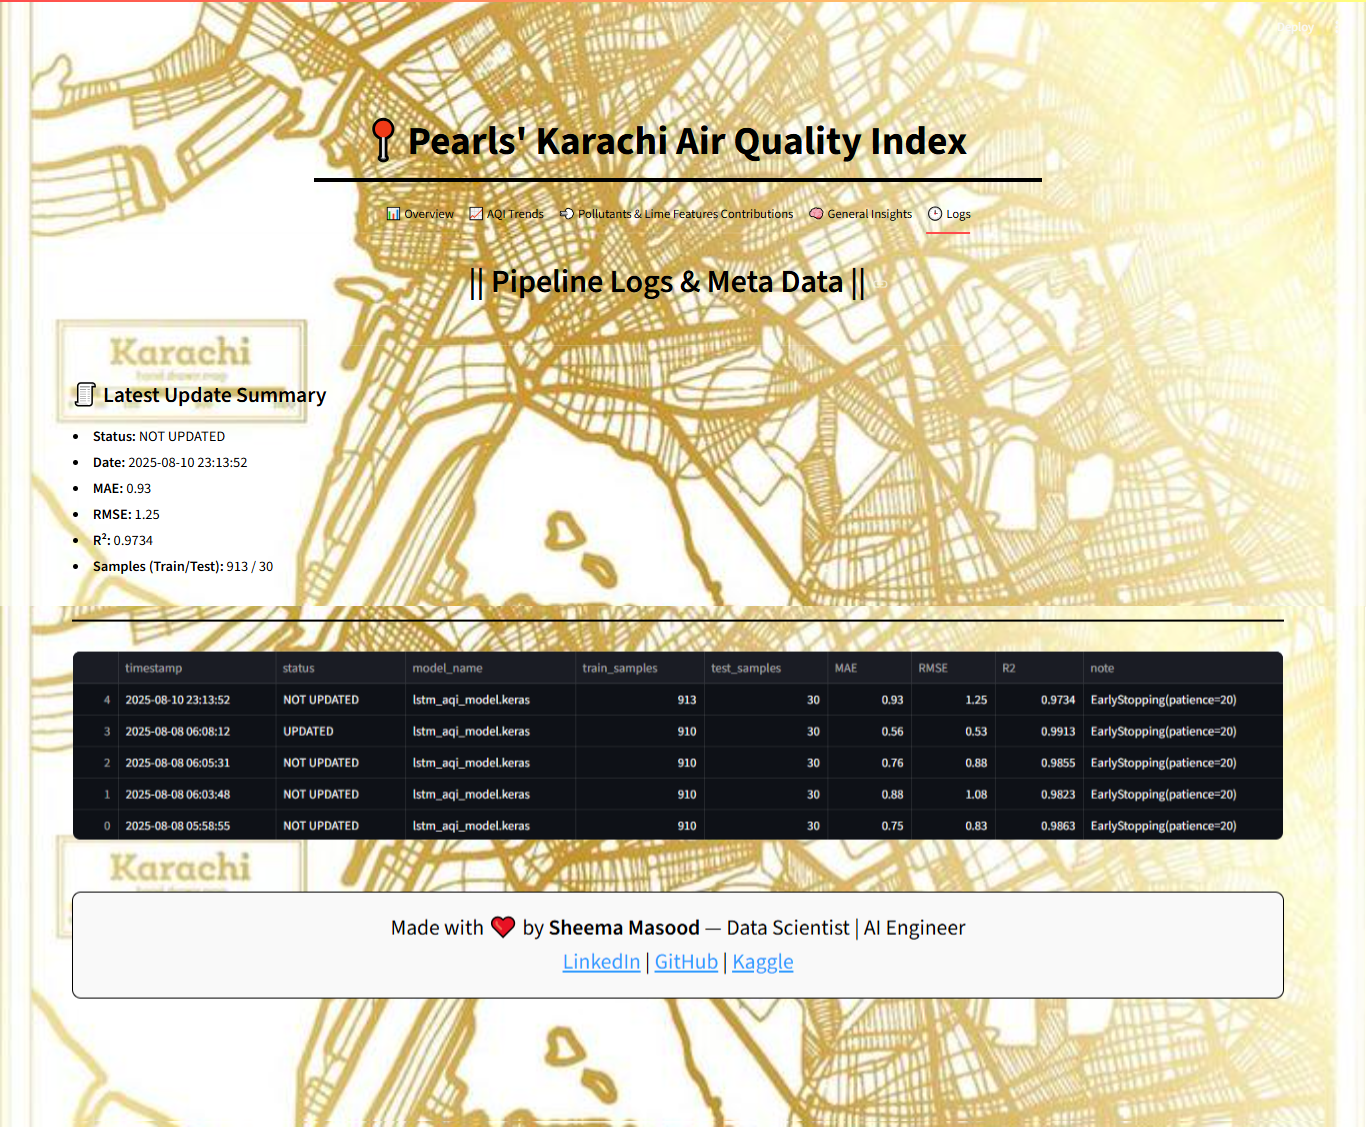 Deploy
📍 Pearls' Karachi Air Quality Index
📊 Overview 📈 AQI Trends 💨 Pollutants & Lime Features Contributions 🧠 General Insights 🕒 Logs
|| Pipeline Logs & Meta Data ||
Karachi
hand drawn map
📜 Latest Update Summary
• Status: NOT UPDATED
• Date: 2025-08-10 23:13:52
• MAE: 0.93
• RMSE: 1.25
• R²: 0.9734
• Samples (Train/Test): 913 / 30
timestamp status model_name train_samples test_samples MAE RMSE R2 note
4 2025-08-10 23:13:52 NOT UPDATED lstm_aqi_model.keras 913 30 0.93 1.25 0.9734 EarlyStopping(patience=20)
3 2025-08-08 06:08:12 UPDATED lstm_aqi_model.keras 910 30 0.56 0.53 0.9913 EarlyStopping(patience=20)
2 2025-08-08 06:05:31 NOT UPDATED lstm_aqi_model.keras 910 30 0.76 0.88 0.9855 EarlyStopping(patience=20)
1 2025-08-08 06:03:48 NOT UPDATED lstm_aqi_model.keras 910 30 0.88 1.08 0.9823 EarlyStopping(patience=20)
0 2025-08-08 05:58:55 NOT UPDATED lstm_aqi_model.keras 910 30 0.75 0.83 0.9863 EarlyStopping(patience=20)
Karachi
Made with ❤️ by Sheema Masood — Data Scientist | AI Engineer
LinkedIn | GitHub | Kaggle